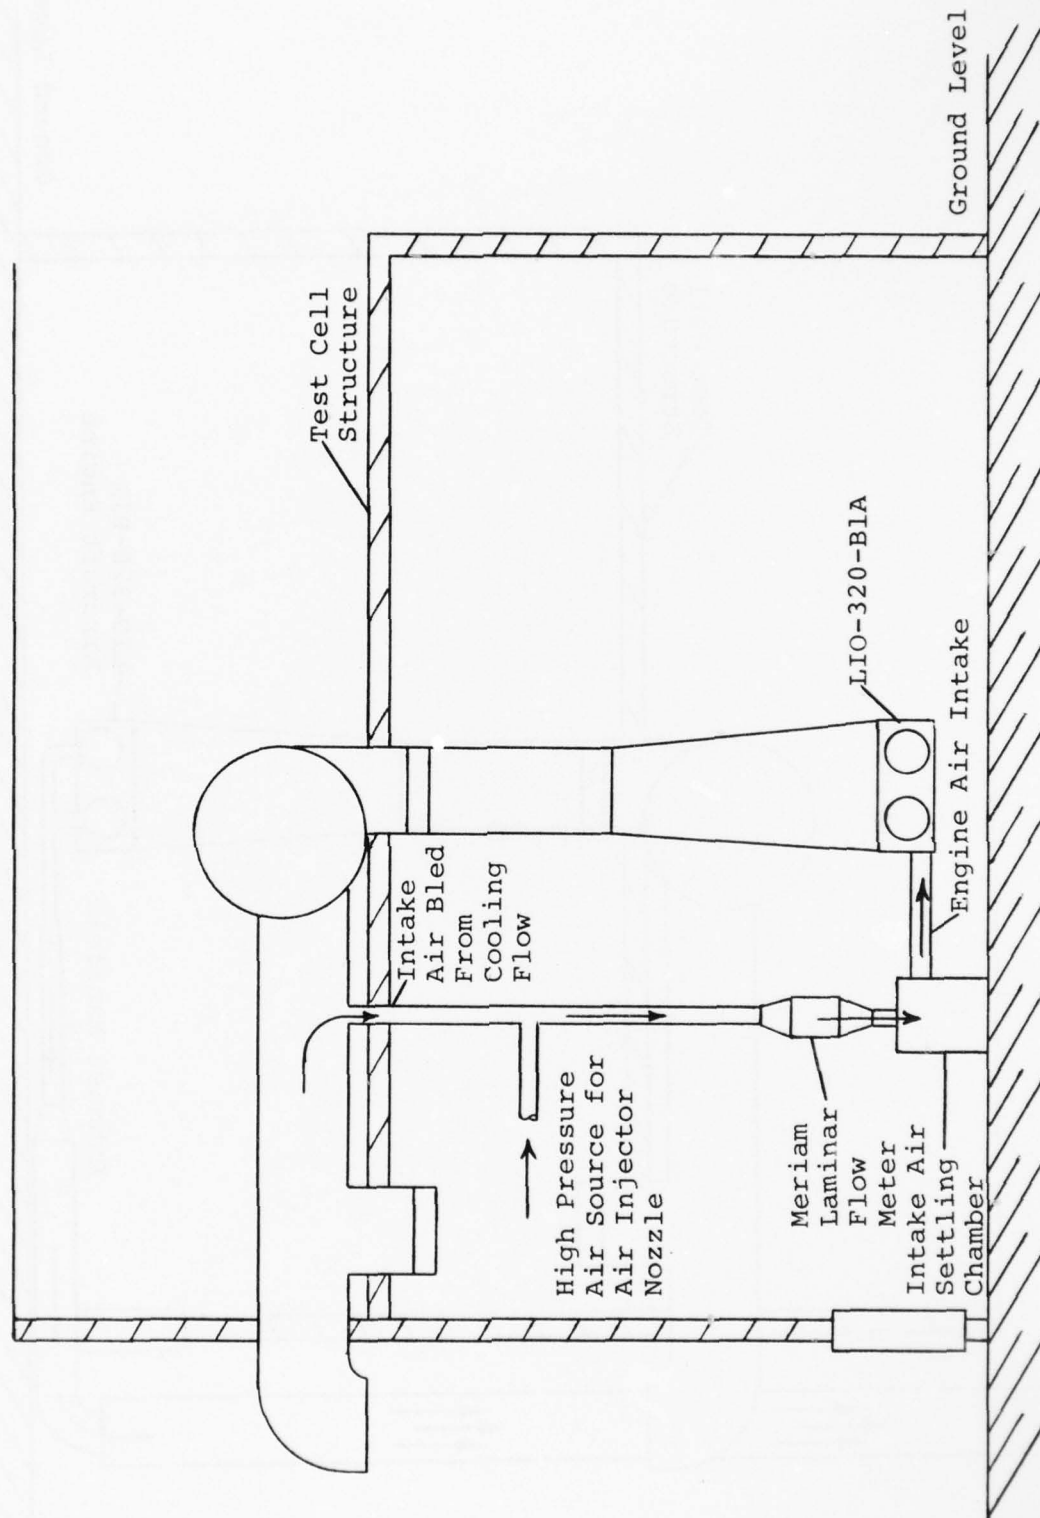 Ground Level
Test Cell
Structure
LIO-320-B1A
Engine Air Intake
Intake
Air Bled
From
Cooling
Flow
High Pressure
Air Source for
Air Injector
Nozzle
Meriam
Laminar
Flow
Meter
Intake Air
Settling
Chamber